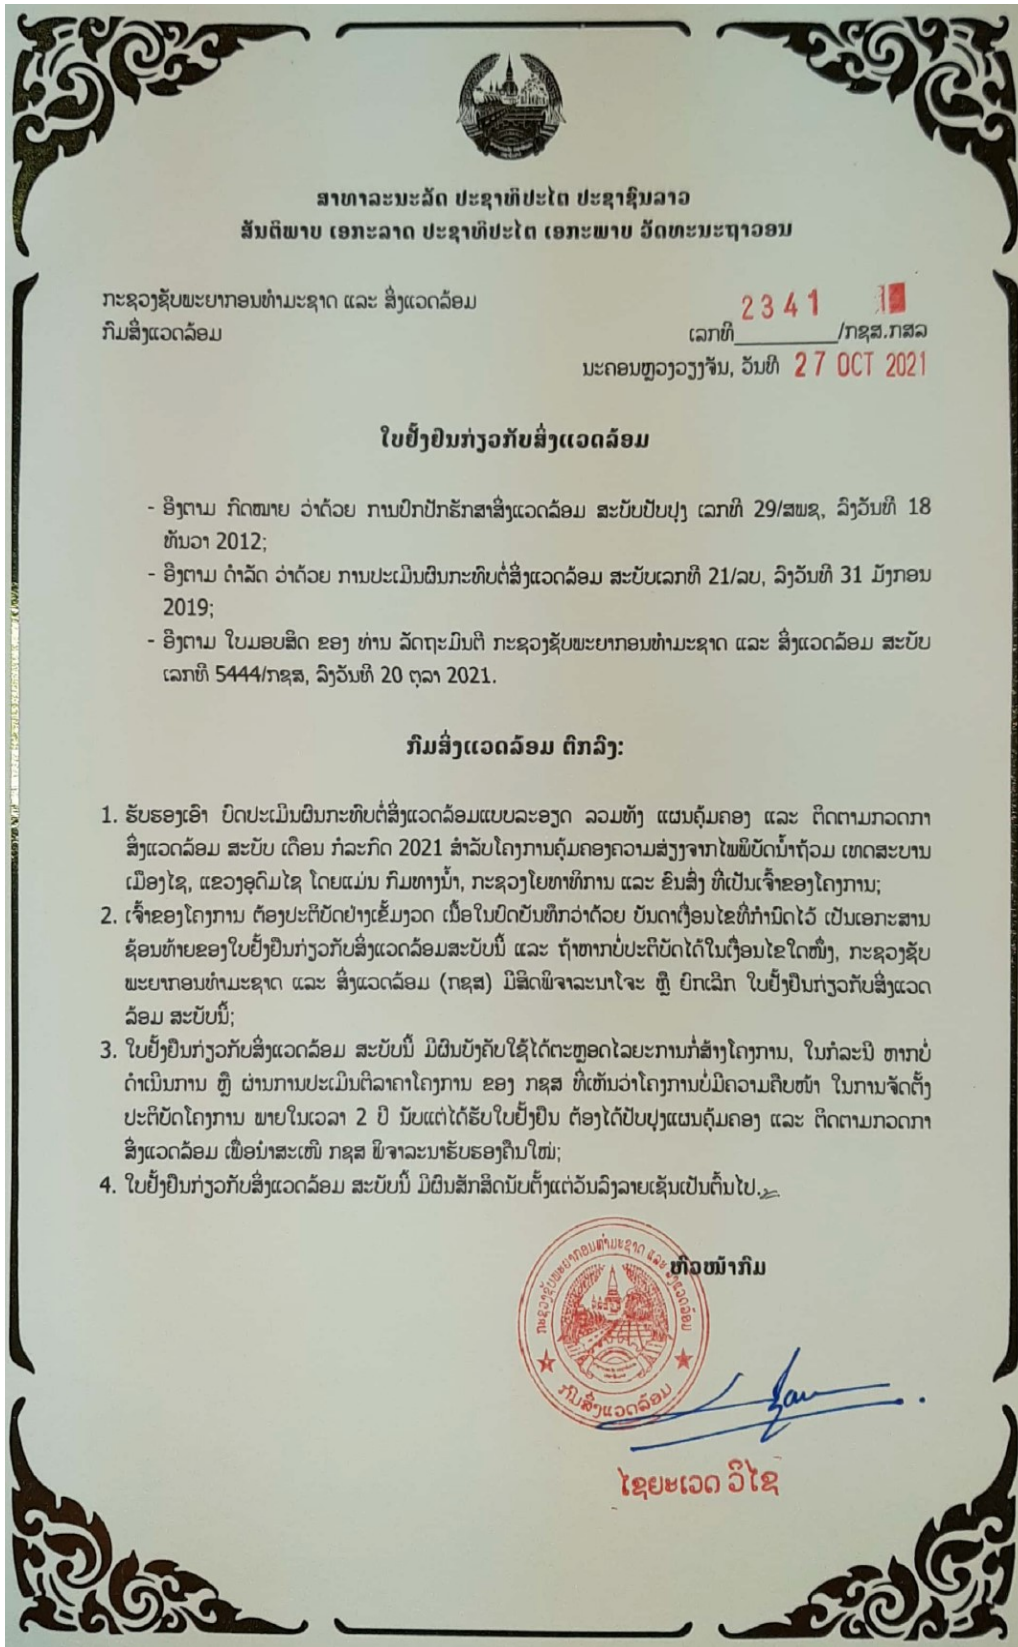 ສາທາລະນະລັດ ປະຊາທິປະໄຕ ປະຊາຊົນລາວ
ສັນຕິພາບ ເອກະລາດ ປະຊາທິປະໄຕ ເອກະພາບ ວັດທະນະຖາວອນ
ກະຊວງຊັບພະຍາກອນທຳມະຊາດ ແລະ ສິ່ງແວດລ້ອມ
2341
ກົມສິ່ງແວດລ້ອມ
ເລກທີ_________/ກຊສ.ກສລ
ນະຄອນຫຼວງວຽງຈັນ, ວັນທີ 27 OCT 2021
ໃບຢັ້ງຢືນກ່ຽວກັບສິ່ງແວດລ້ອມ
- ອີງຕາມ ກົດໝາຍ ວ່າດ້ວຍ ການປົກປັກຮັກສາສິ່ງແວດລ້ອມ ສະບັບປັບປຸງ ເລກທີ 29/ສພຊ, ລົງວັນທີ 18
ທັນວາ 2012;
- ອີງຕາມ ດຳລັດ ວ່າດ້ວຍ ການປະເມີນຜົນກະທົບຕໍ່ສິ່ງແວດລ້ອມ ສະບັບເລກທີ 21/ລບ, ລົງວັນທີ 31 ມັງກອນ
2019;
- ອີງຕາມ ໃບມອບສິດ ຂອງ ທ່ານ ລັດຖະມົນຕີ ກະຊວງຊັບພະຍາກອນທຳມະຊາດ ແລະ ສິ່ງແວດລ້ອມ ສະບັບ
ເລກທີ 5444/ກຊສ, ລົງວັນທີ 20 ຕຸລາ 2021.
ກົມສິ່ງແວດລ້ອມ ຕົກລົງ:
1. ຮັບຮອງເອົາ ບົດປະເມີນຜົນກະທົບຕໍ່ສິ່ງແວດລ້ອມແບບລະອຽດ ລວມທັງ ແຜນຄຸ້ມຄອງ ແລະ ຕິດຕາມກວດກາ
ສິ່ງແວດລ້ອມ ສະບັບ ເດືອນ ກໍລະກົດ 2021 ສຳລັບໂຄງການຄຸ້ມຄອງຄວາມສ່ຽງຈາກໄພພິບັດນ້ຳຖ້ວມ ເທດສະບານ
ເມືອງໄຊ, ແຂວງອຸດົມໄຊ ໂດຍແມ່ນ ກົມທາງນ້ຳ, ກະຊວງໂຍທາທິການ ແລະ ຂົນສົ່ງ ທີ່ເປັນເຈົ້າຂອງໂຄງການ;
2. ເຈົ້າຂອງໂຄງການ ຕ້ອງປະຕິບັດຢ່າງເຂັ້ມງວດ ເນື້ອໃນບົດບັນທຶກວ່າດ້ວຍ ບັນດາເງື່ອນໄຂທີ່ກຳນົດໄວ້ ເປັນເອກະສານ
ຊ້ອນທ້າຍຂອງໃບຢັ້ງຢືນກ່ຽວກັບສິ່ງແວດລ້ອມສະບັບນີ້ ແລະ ຖ້າຫາກບໍ່ປະຕິບັດໄດ້ໃນເງື່ອນໄຂໃດໜຶ່ງ, ກະຊວງຊັບ
ພະຍາກອນທຳມະຊາດ ແລະ ສິ່ງແວດລ້ອມ (ກຊສ) ມີສິດພິຈາລະນາໂຈະ ຫຼື ຍົກເລີກ ໃບຢັ້ງຢືນກ່ຽວກັບສິ່ງແວດ
ລ້ອມ ສະບັບນີ້;
3. ໃບຢັ້ງຢືນກ່ຽວກັບສິ່ງແວດລ້ອມ ສະບັບນີ້ ມີຜົນບັງຄັບໃຊ້ໄດ້ຕະຫຼອດໄລຍະການກໍ່ສ້າງໂຄງການ, ໃນກໍລະນີ ຫາກບໍ່
ດຳເນີນການ ຫຼື ຜ່ານການປະເມີນຕີລາຄາໂຄງການ ຂອງ ກຊສ ທີ່ເຫັນວ່າໂຄງການບໍ່ມີຄວາມຄືບໜ້າ ໃນການຈັດຕັ້ງ
ປະຕິບັດໂຄງການ ພາຍໃນເວລາ 2 ປີ ນັບແຕ່ໄດ້ຮັບໃບຢັ້ງຢືນ ຕ້ອງໄດ້ປັບປຸງແຜນຄຸ້ມຄອງ ແລະ ຕິດຕາມກວດກາ
ສິ່ງແວດລ້ອມ ເພື່ອນຳສະເໜີ ກຊສ ພິຈາລະນາຮັບຮອງຄືນໃໝ່;
4. ໃບຢັ້ງຢືນກ່ຽວກັບສິ່ງແວດລ້ອມ ສະບັບນີ້ ມີຜົນສັກສິດນັບຕັ້ງແຕ່ວັນລົງລາຍເຊັນເປັນຕົ້ນໄປ.
ຫົວໜ້າກົມ
ກະຊວງຊັບພະຍາກອນທຳມະຊາດ ແລະ ສິ່ງແວດລ້ອມ
ກົມສິ່ງແວດລ້ອມ
ໄຊຍະເວດ ວິໄຊ